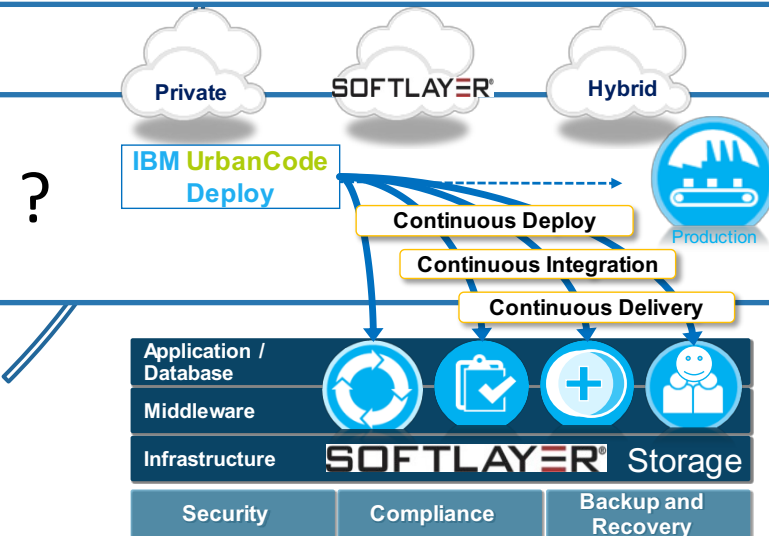 Private
SOFTLAYER®
Hybrid
?
IBM UrbanCode
Deploy
Production
Continuous Deploy
Continuous Integration
Continuous Delivery
Application /
Database
Middleware
Infrastructure
SOFTLAYER® Storage
Security
Compliance
Backup and
Recovery